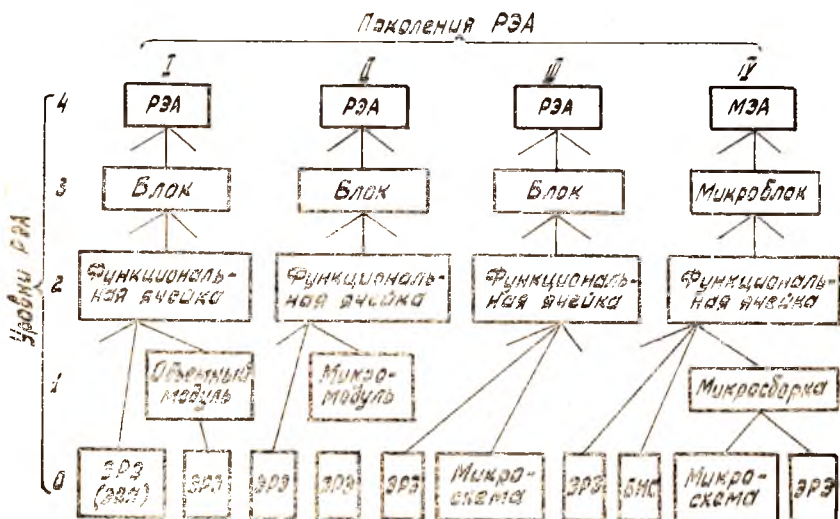 Поколения РЭА
I II III IV
4 РЭА РЭА РЭА МЭА
3 Блок Блок Блок Микроблок
Уровни РЭА
2 Функциональ- Функциональ- Функциональ- Функциональ-
ная ячейка ная ячейка ная ячейка ная ячейка
1 Объемный Микро- Микросборка
модуль модуль
0 ЭРЭ ЭРЭ ЭРЭ ЭРЭ ЭРЭ Микро- ЭРЭ Микро- ЭРЭ
схема схема